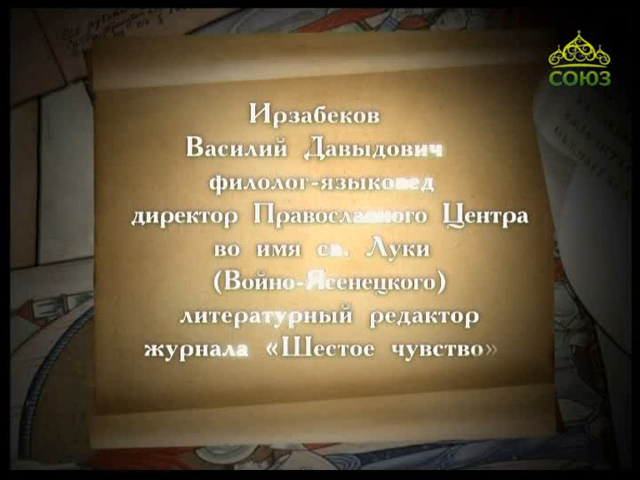 СОЮЗ
Ирзабеков
Василий Давыдович
филолог-языковед
директор Православного Центра
во имя св. Луки
(Войно-Ясенецкого)
литературный редактор
журнала «Шестое чувство»